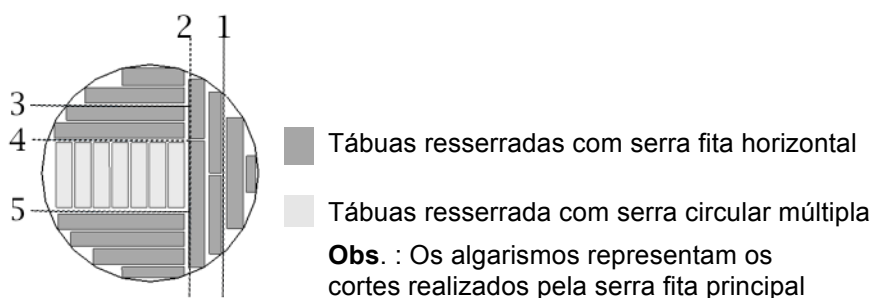 2 1
3
4
5
Tábuas resserradas com serra fita horizontal
Tábuas resserrada com serra circular múltipla
Obs. : Os algarismos representam os
cortes realizados pela serra fita principal